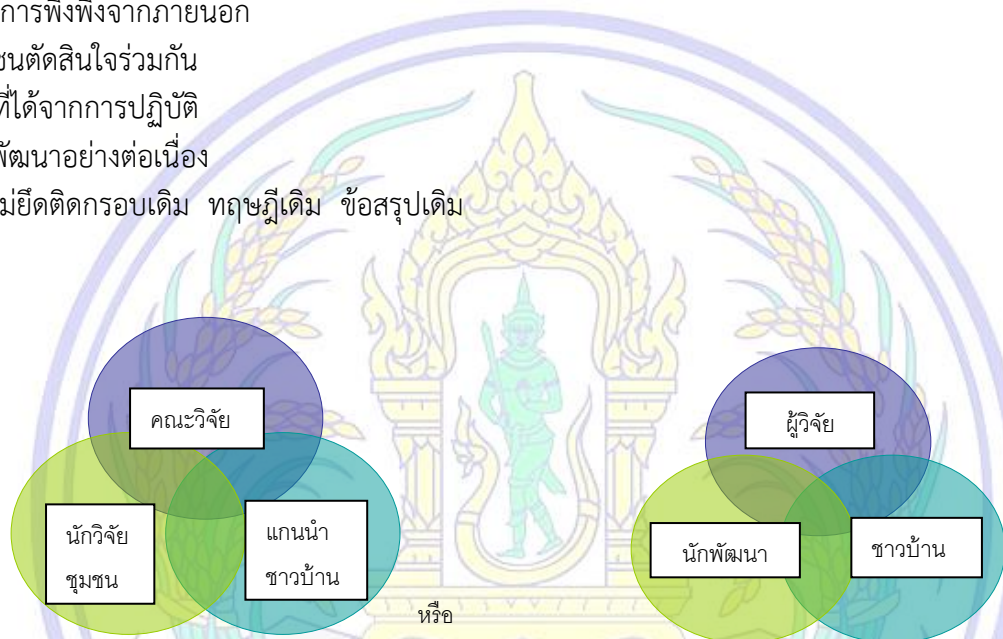 การพึ่งพิงจากภายนอก
ชนตัดสินใจร่วมกัน
ที่ได้จากการปฏิบัติ
พัฒนาอย่างต่อเนื่อง
ม่ยึดติดกรอบเดิม ทฤษฎีเดิม ข้อสรุปเดิม
คณะวิจัย
นักวิจัย
ชุมชน
แกนนำ
ชาวบ้าน
หรือ
ผู้วิจัย
นักพัฒนา
ชาวบ้าน